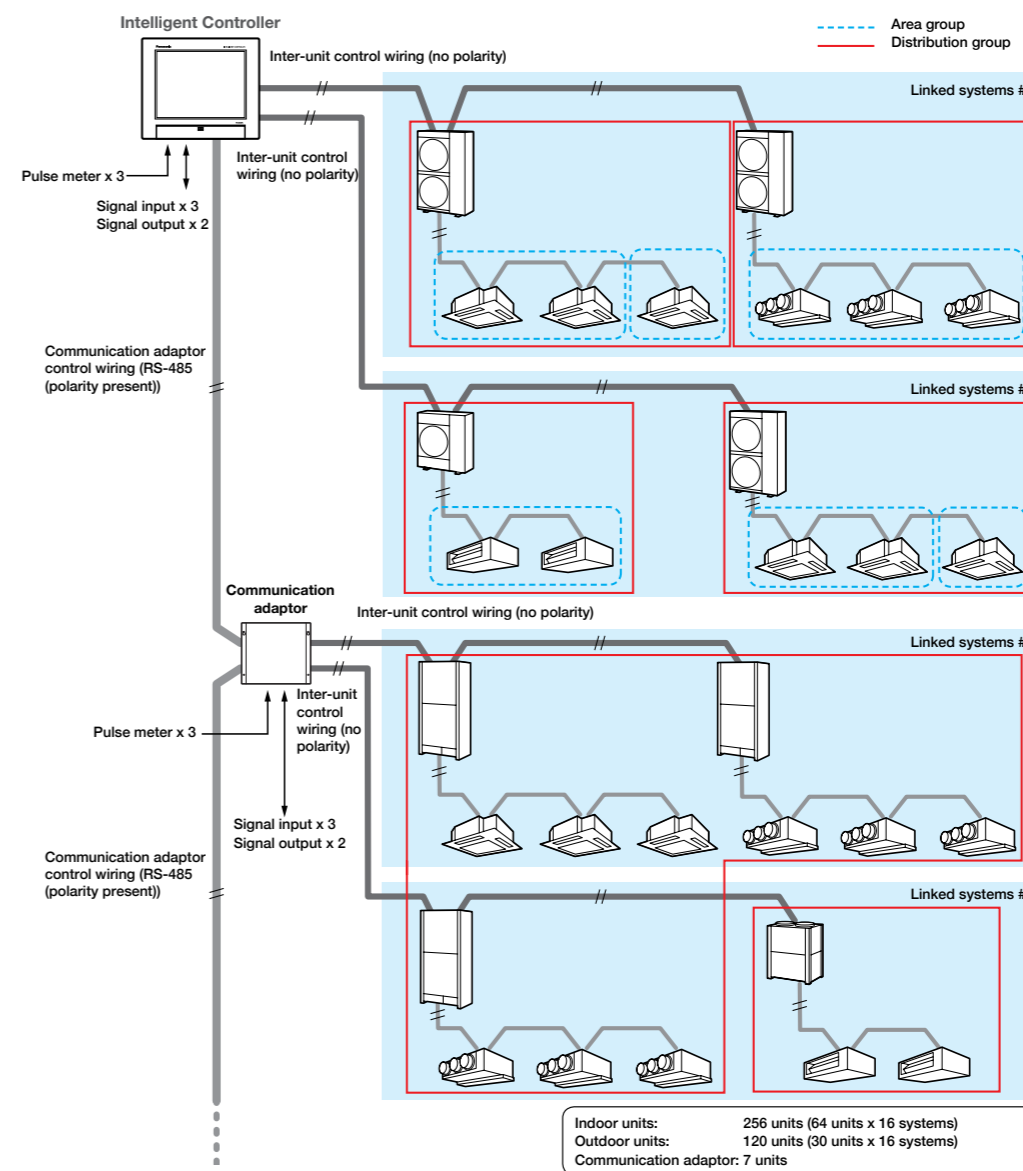 Intelligent Controller
Area group
Distribution group
Inter-unit control wiring (no polarity)
Linked systems #
Panasonic
Inter-unit control
wiring (no polarity)
Pulse meter x 3
Signal input x 3
Signal output x 2
Communication adaptor
control wiring (RS-485
(polarity present))
Linked systems #
Communication
adaptor
Inter-unit control wiring (no polarity)
Linked systems #
Inter-unit
control
wiring (no
polarity)
Pulse meter x 3
Signal input x 3
Signal output x 2
Communication adaptor
control wiring (RS-485
(polarity present))
Linked systems #
Indoor units: 256 units (64 units x 16 systems)
Outdoor units: 120 units (30 units x 16 systems)
Communication adaptor: 7 units